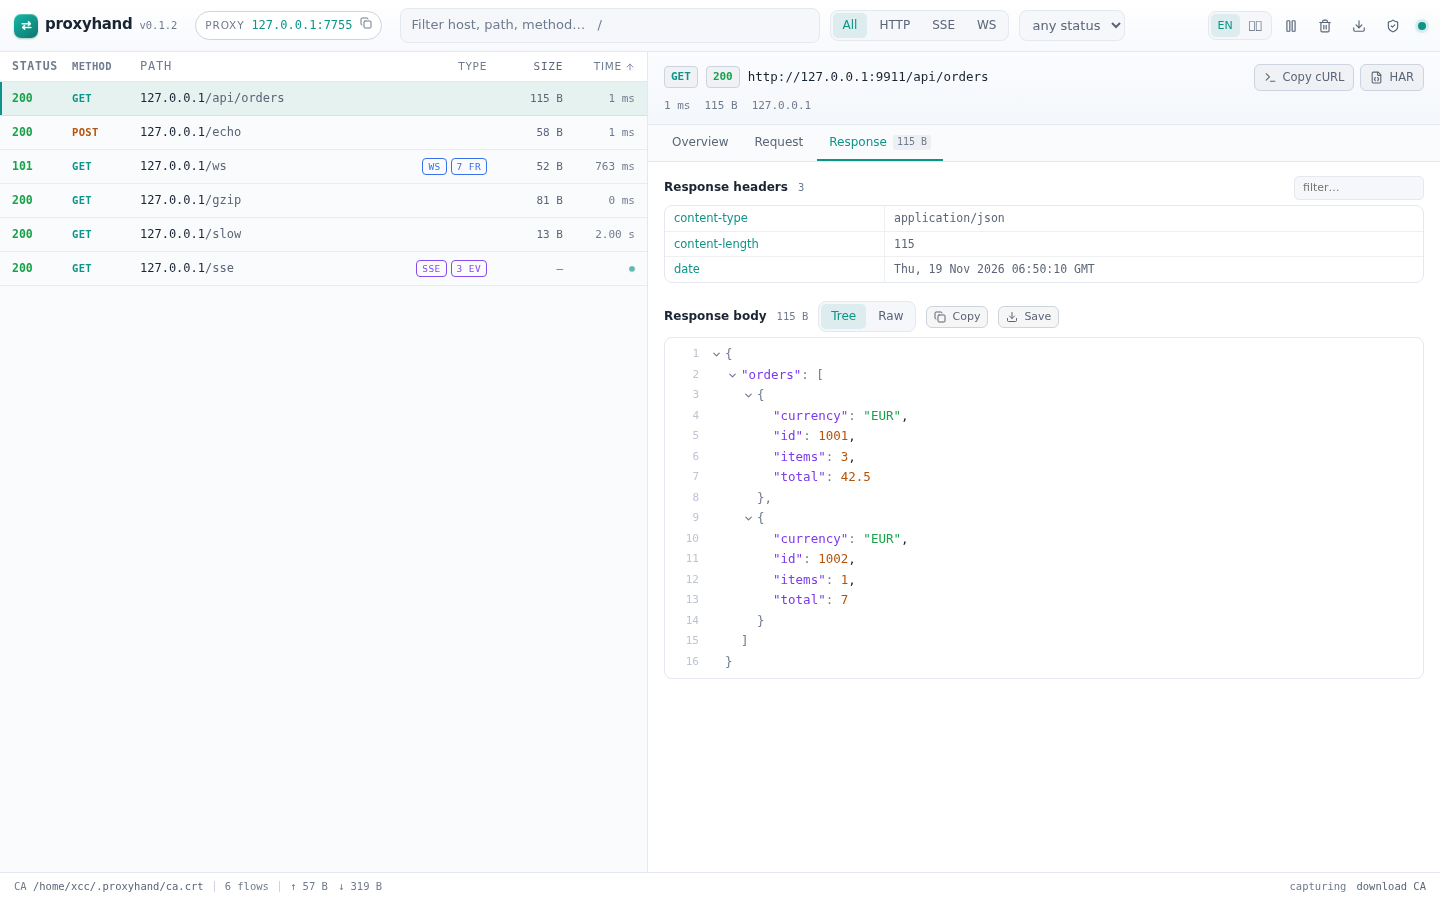 proxyhand v0.1.2 PROXY 127.0.0.1:7755 Filter host, path, method... / All HTTP SSE WS any status EN
STATUS METHOD PATH TYPE SIZE TIME ↑
200 GET 127.0.0.1/api/orders 115 B 1 ms
200 POST 127.0.0.1/echo 58 B 1 ms
101 GET 127.0.0.1/ws WS 7 FR 52 B 763 ms
200 GET 127.0.0.1/gzip 81 B 0 ms
200 GET 127.0.0.1/slow 13 B 2.00 s
200 GET 127.0.0.1/sse SSE 3 EV —
GET 200 http://127.0.0.1:9911/api/orders Copy cURL HAR
1 ms 115 B 127.0.0.1
Overview Request Response 115 B
Response headers 3 filter...
content-type application/json
content-length 115
date Thu, 19 Nov 2026 06:50:10 GMT
Response body 115 B Tree Raw Copy Save
1 {
2 "orders": [
3 {
4 "currency": "EUR",
5 "id": 1001,
6 "items": 3,
7 "total": 42.5
8 },
9 {
10 "currency": "EUR",
11 "id": 1002,
12 "items": 1,
13 "total": 7
14 }
15 ]
16 }
CA /home/xcc/.proxyhand/ca.crt 6 flows ↑ 57 B ↓ 319 B capturing download CA